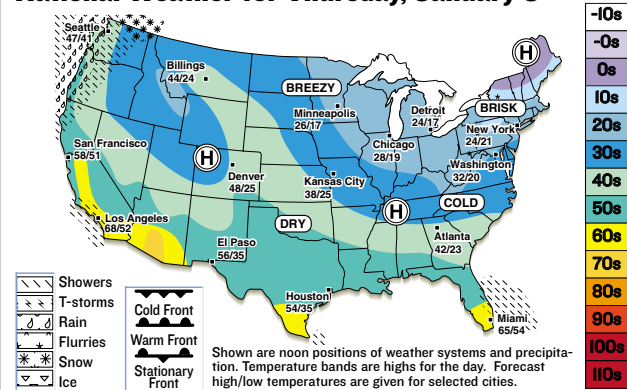 National Weather for Thursday, January
Seattle
47/41
Billings
44/24
BREEZY
Minneapolis
26/17
Detroit
24/17
BRISK
New York
24/21
Chicago
28/19
Washington
32/20
San Francisco
58/51
H
H
H
Denver
48/25
Kansas City
38/25
COLD
Los Angeles
68/52
DRY
Atlanta
42/23
El Paso
56/35
Houston
54/35
Miami
65/54
Showers
T-storms
Rain
Flurries
Snow
Ice
Cold Front
Warm Front
Stationary
Front
Shown are noon positions of weather systems and precipita-
tion. Temperature bands are highs for the day. Forecast
high/low temperatures are given for selected cities.
-10s
-0s
0s
10s
20s
30s
40s
50s
60s
70s
80s
90s
100s
110s